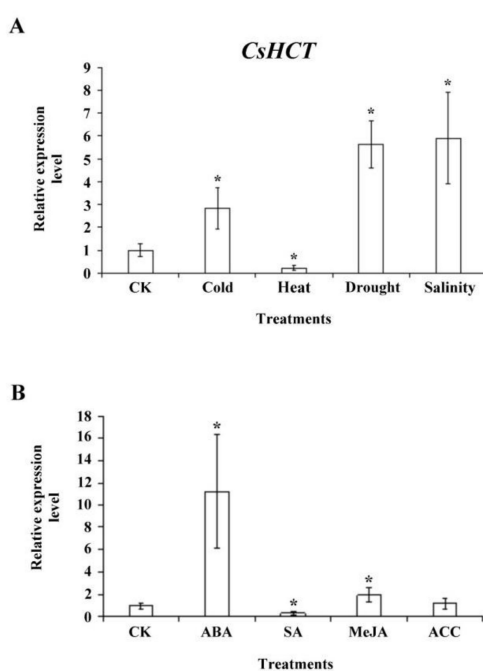 A
CsHCT
Relative expression
level
9
8
7
6
5
4
3
2
1
0
* * * *
CK Cold Heat Drought Salinity
Treatments
B
Relative expression
level
18
16
14
12
10
8
6
4
2
0
* * *
CK ABA SA MeJA ACC
Treatments